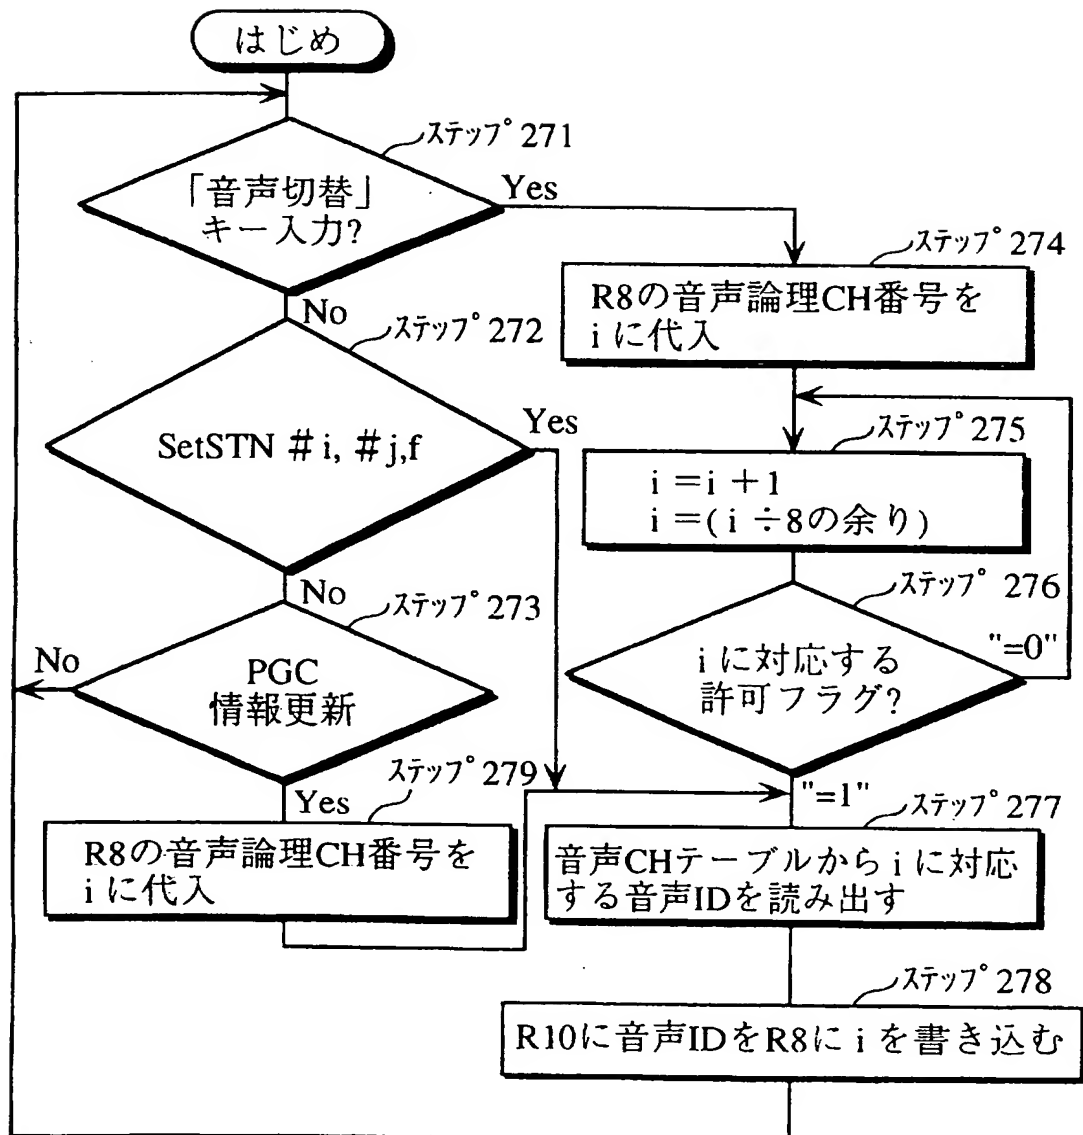 はじめ
ステップ271
「音声切替」
キー入力?
Yes
No
ステップ274
R8の音声論理CH番号を
iに代入
ステップ272
SetSTN #i, #j,f
Yes
No
ステップ275
i=i+1
i=(i÷8の余り)
ステップ276
iに対応する
許可フラグ?
"=0"
"=1"
ステップ273
PGC
情報更新
No
Yes
ステップ279
R8の音声論理CH番号を
iに代入
ステップ277
音声CHテーブルからiに対応
する音声IDを読み出す
ステップ278
R10に音声IDをR8にiを書き込む